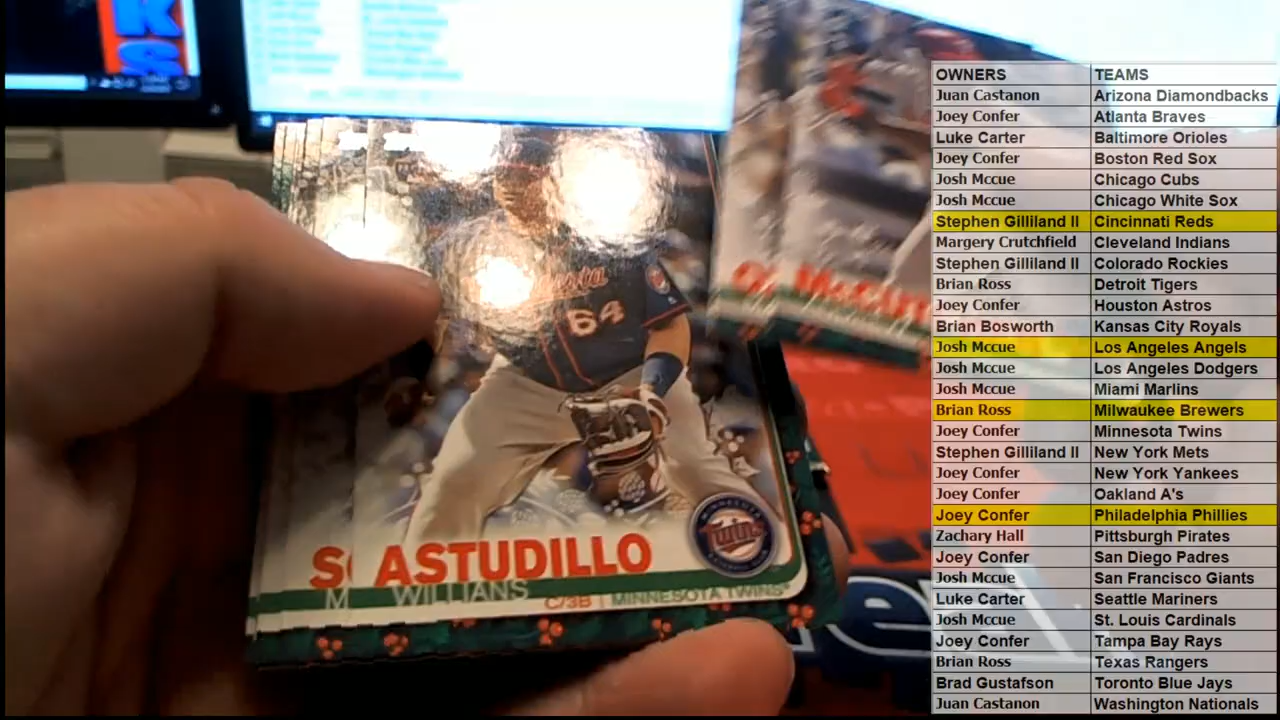 K
S
64
S ASTUDILLO
M WILLIANS
C/3B | MINNESOTA TWINS
MINNESOTA
Twins
OWNERS TEAMS
Juan Castanon Arizona Diamondbacks
Joey Confer Atlanta Braves
Luke Carter Baltimore Orioles
Joey Confer Boston Red Sox
Josh Mccue Chicago Cubs
Josh Mccue Chicago White Sox
Stephen Gilliland II Cincinnati Reds
Margery Crutchfield Cleveland Indians
Stephen Gilliland II Colorado Rockies
Brian Ross Detroit Tigers
Joey Confer Houston Astros
Brian Bosworth Kansas City Royals
Josh Mccue Los Angeles Angels
Josh Mccue Los Angeles Dodgers
Josh Mccue Miami Marlins
Brian Ross Milwaukee Brewers
Joey Confer Minnesota Twins
Stephen Gilliland II New York Mets
Joey Confer New York Yankees
Joey Confer Oakland A's
Joey Confer Philadelphia Phillies
Zachary Hall Pittsburgh Pirates
Joey Confer San Diego Padres
Josh Mccue San Francisco Giants
Luke Carter Seattle Mariners
Josh Mccue St. Louis Cardinals
Joey Confer Tampa Bay Rays
Brian Ross Texas Rangers
Brad Gustafson Toronto Blue Jays
Juan Castanon Washington Nationals